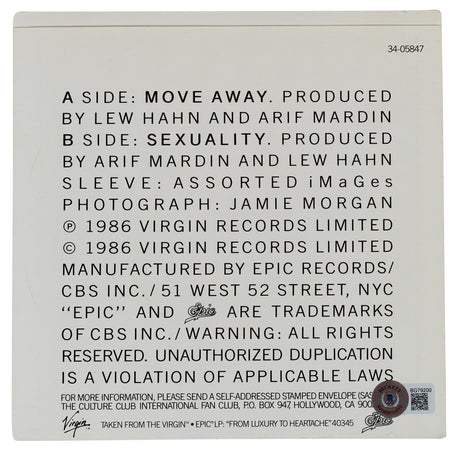 34-05847
A SIDE: MOVE AWAY. PRODUCED
BY LEW HAHN AND ARIF MARDIN
B SIDE: SEXUALITY. PRODUCED
BY ARIF MARDIN AND LEW HAHN
SLEEVE: ASSORTED iMaGes
PHOTOGRAPH: JAMIE MORGAN
℗ 1986 VIRGIN RECORDS LIMITED
© 1986 VIRGIN RECORDS LIMITED
MANUFACTURED BY EPIC RECORDS/
CBS INC./51 WEST 52 STREET, NYC
"EPIC" AND Epic ARE TRADEMARKS
OF CBS INC./WARNING: ALL RIGHTS
RESERVED. UNAUTHORIZED DUPLICATION
IS A VIOLATION OF APPLICABLE LAWS
FOR MORE INFORMATION, PLEASE SEND A SELF-ADDRESSED STAMPED ENVELOPE (SAS
THE CULTURE CLUB INTERNATIONAL FAN CLUB, P.O. BOX 947, HOLLYWOOD, CA 900
BECKETT
BG79200
Virgin TAKEN FROM THE VIRGIN™ • EPIC® LP: "FROM LUXURY TO HEARTACHE" 40345 Epic